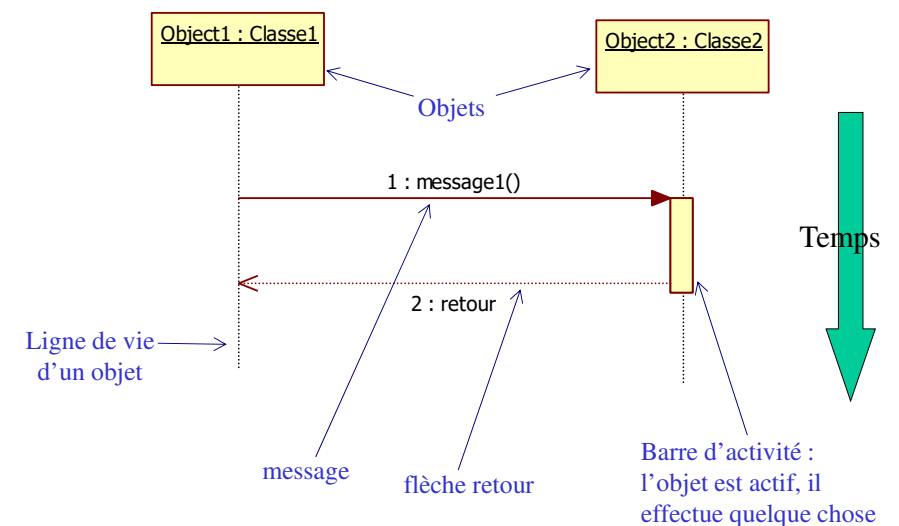 Object1 : Classe1
Object2 : Classe2
Objets
1 : message1()
Temps
2 : retour
Ligne de vie
d'un objet
message
flèche retour
Barre d'activité :
l'objet est actif, il
effectue quelque chose